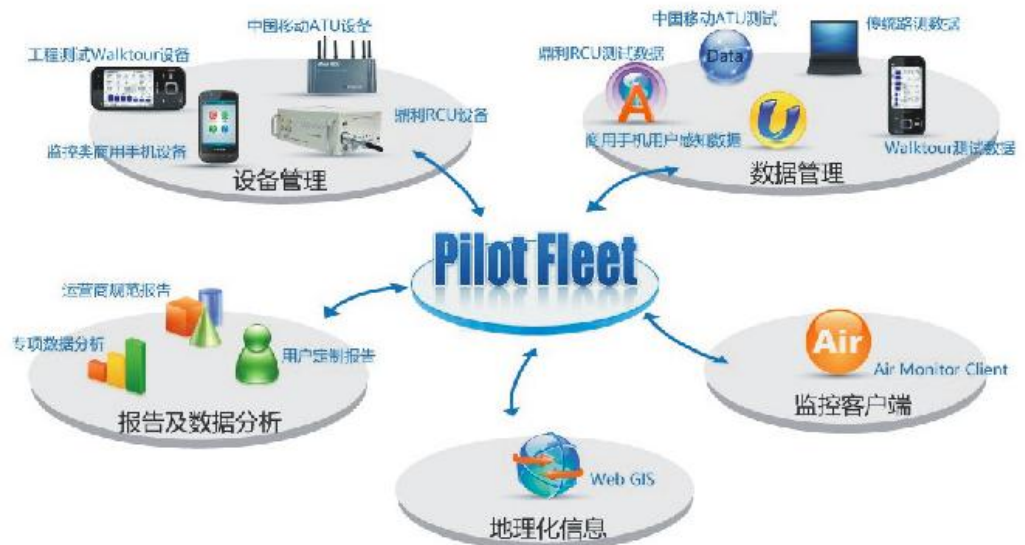 中国移动ATU设备
工程测试Walktour设备
鼎利RCU设备
监控类商用手机设备
设备管理
中国移动ATU测试
传统路测数据
鼎利RCU测试数据
Data
A
U
商用手机用户感知数据
Walktour测试数据
数据管理
Pilot Fleet
运营商规范报告
专项数据分析
用户定制报告
报告及数据分析
Air
Air Monitor Client
监控客户端
Web GIS
地理化信息